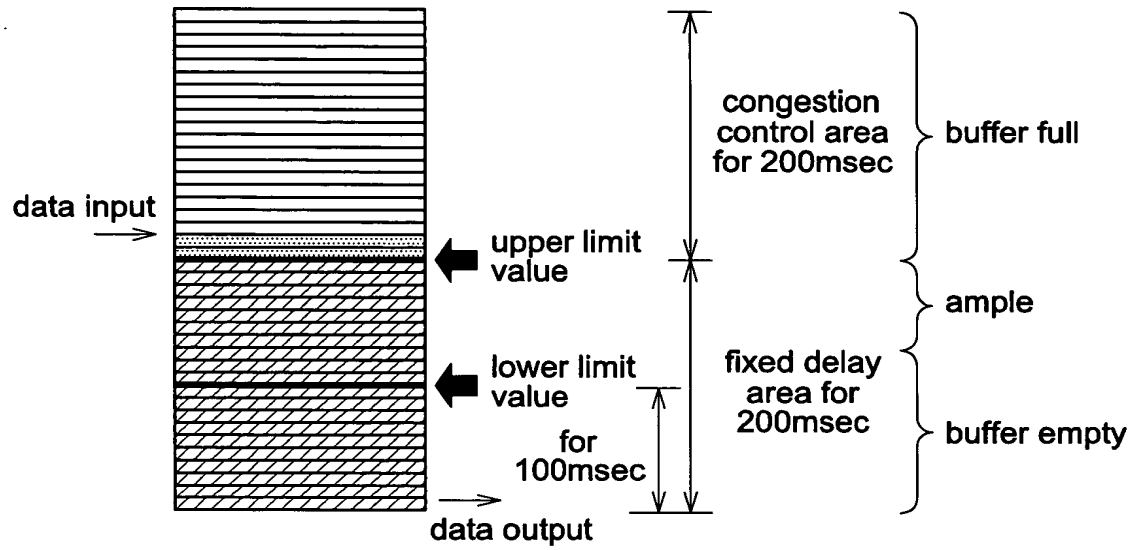 congestion
control area
for 200msec
buffer full
data input
upper limit
value
ample
lower limit
value
fixed delay
area for
200msec
buffer empty
for
100msec
data output